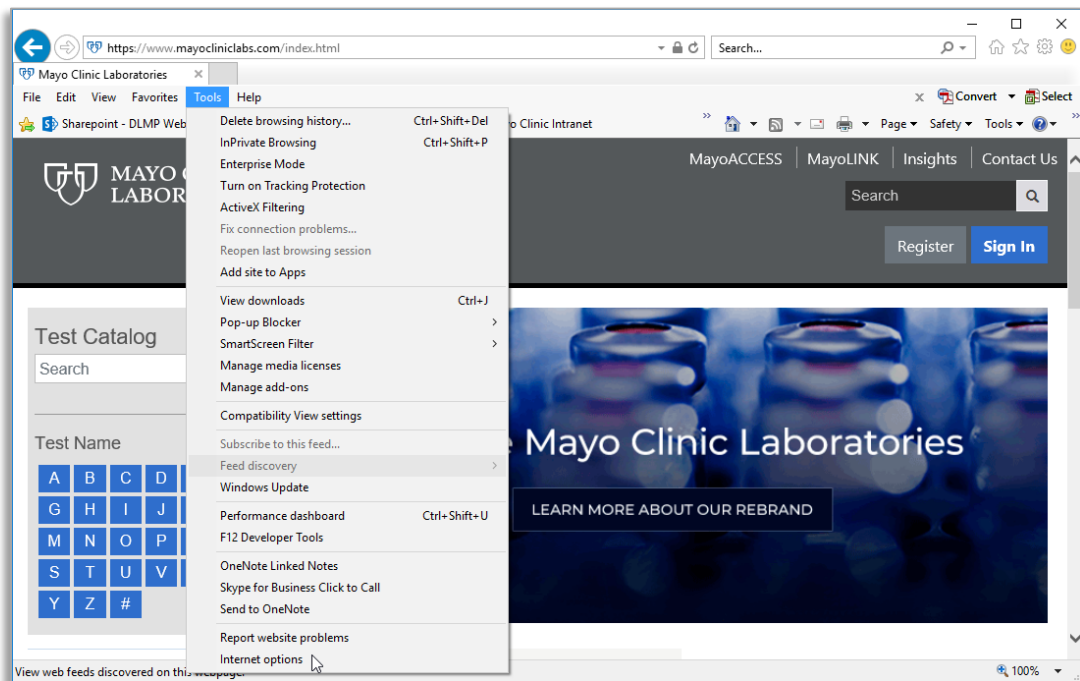 https://www.mayocliniclabs.com/index.html
Search...
Mayo Clinic Laboratories
File Edit View Favorites Tools Help
x Convert Select
Sharepoint - DLMP Web
Clinic Intranet
Page Safety Tools
Delete browsing history... Ctrl+Shift+Del
InPrivate Browsing Ctrl+Shift+P
Enterprise Mode
Turn on Tracking Protection
ActiveX Filtering
Fix connection problems...
Reopen last browsing session
Add site to Apps
View downloads Ctrl+J
Pop-up Blocker
SmartScreen Filter
Manage media licenses
Manage add-ons
Compatibility View settings
Subscribe to this feed...
Feed discovery
Windows Update
Performance dashboard Ctrl+Shift+U
F12 Developer Tools
OneNote Linked Notes
Skype for Business Click to Call
Send to OneNote
Report website problems
Internet options
MAYO
LABOR
MayoACCESS MayoLINK Insights Contact Us
Search
Register Sign In
Test Catalog
Search
Test Name
A B C D
G H I J
M N O P
S T U V
Y Z #
Mayo Clinic Laboratories
LEARN MORE ABOUT OUR REBRAND
View web feeds discovered on this webpage.
100%